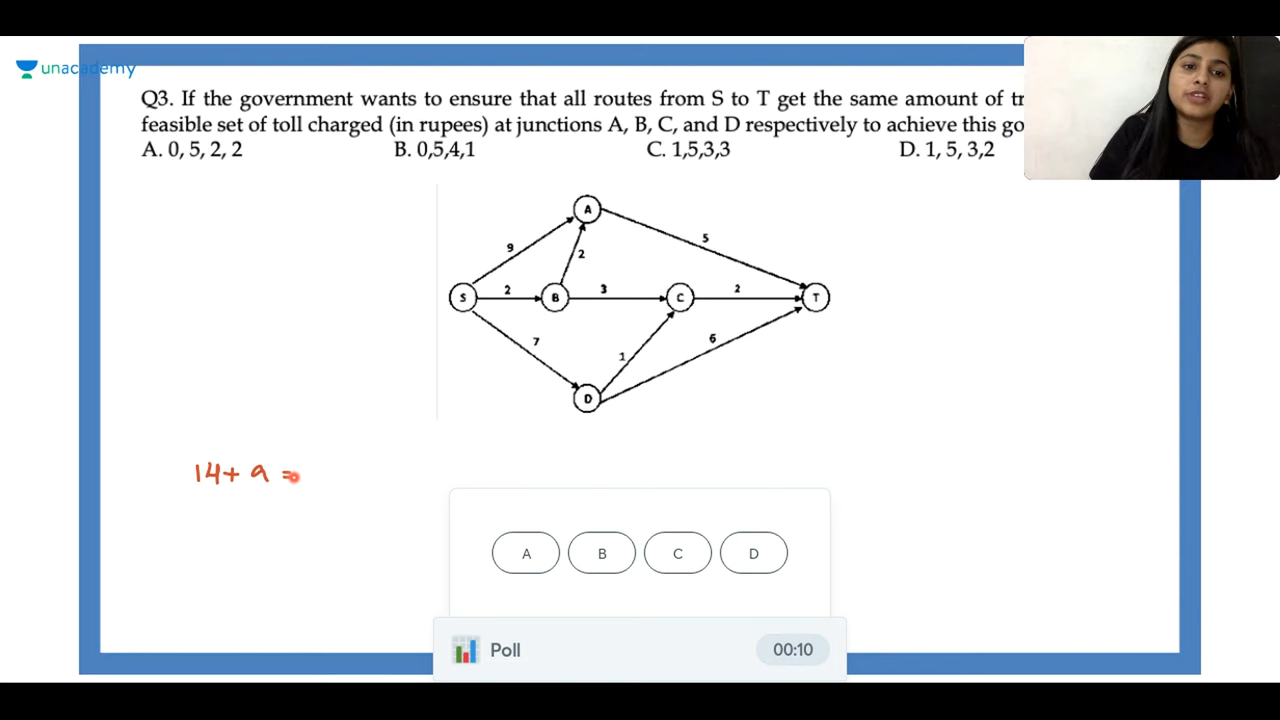 unacademy
Q3. If the government wants to ensure that all routes from S to T get the same amount of
feasible set of toll charged (in rupees) at junctions A, B, C, and D respectively to achieve this
A. 0, 5, 2, 2 B. 0,5,4,1 C. 1,5,3,3 D. 1, 5, 3,2
A
5
9
2
S 2 B 3 C 2 T
7
6
1
D
14+ a =
A B C D
Poll 00:10